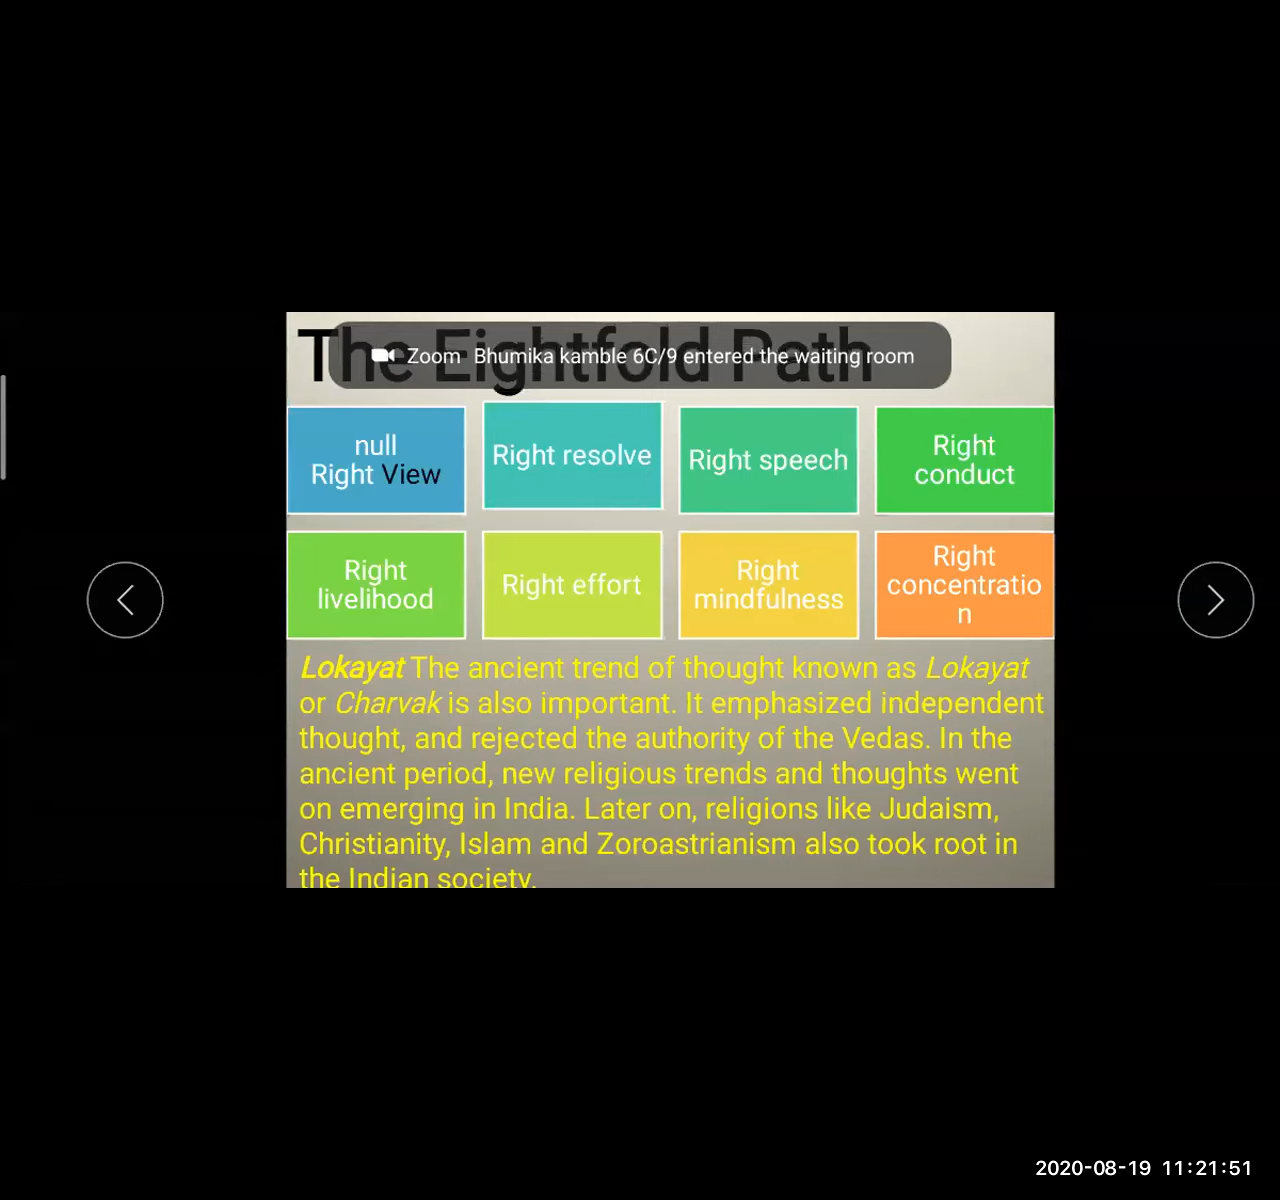 The Eightfold Path
Zoom Bhumika kamble 6C/9 entered the waiting room
null
Right View
Right resolve
Right speech
Right
conduct
Right
livelihood
Right effort
Right
mindfulness
Right
concentratio
n
Lokayat The ancient trend of thought known as Lokayat
or Charvak is also important. It emphasized independent
thought, and rejected the authority of the Vedas. In the
ancient period, new religious trends and thoughts went
on emerging in India. Later on, religions like Judaism,
Christianity, Islam and Zoroastrianism also took root in
the Indian society.
2020-08-19 11:21:51